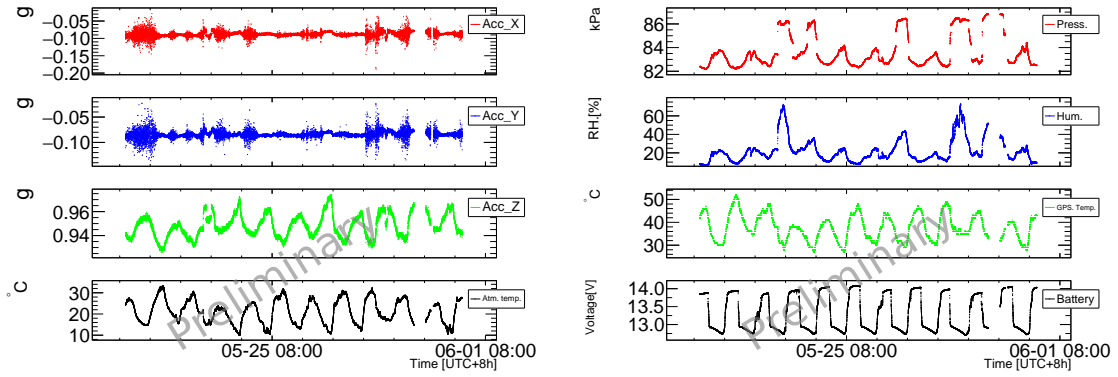 g
−0.05
−0.10
−0.15
−0.20
Acc_X
g
−0.05
−0.10
Acc_Y
g
0.96
0.94
Acc_Z
°C
30
20
10
Atm. temp.
05-25 08:00
06-01 08:00
Time [UTC+8h]
Preliminary
kPa
86
84
82
Press.
RH.[%]
60
40
20
Hum.
°C
50
40
30
GPS. Temp.
Voltage[V]
14.0
13.5
13.0
Battery
05-25 08:00
06-01 08:00
Time [UTC+8h]
Preliminary